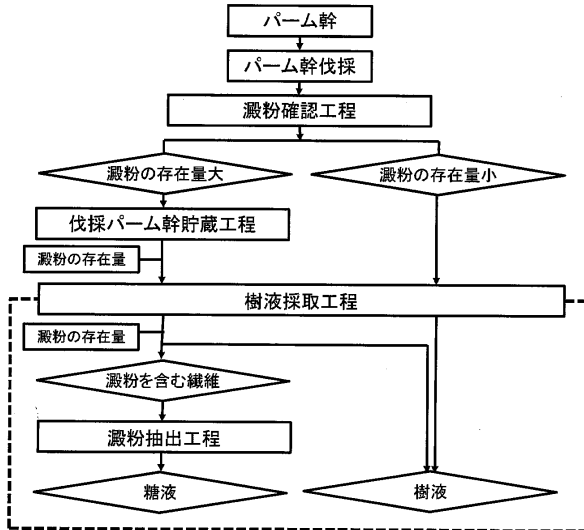 パーム幹
パーム幹伐採
澱粉確認工程
澱粉の存在量大
澱粉の存在量小
伐採パーム幹貯蔵工程
澱粉の存在量
樹液採取工程
澱粉の存在量
澱粉を含む繊維
澱粉抽出工程
糖液
樹液